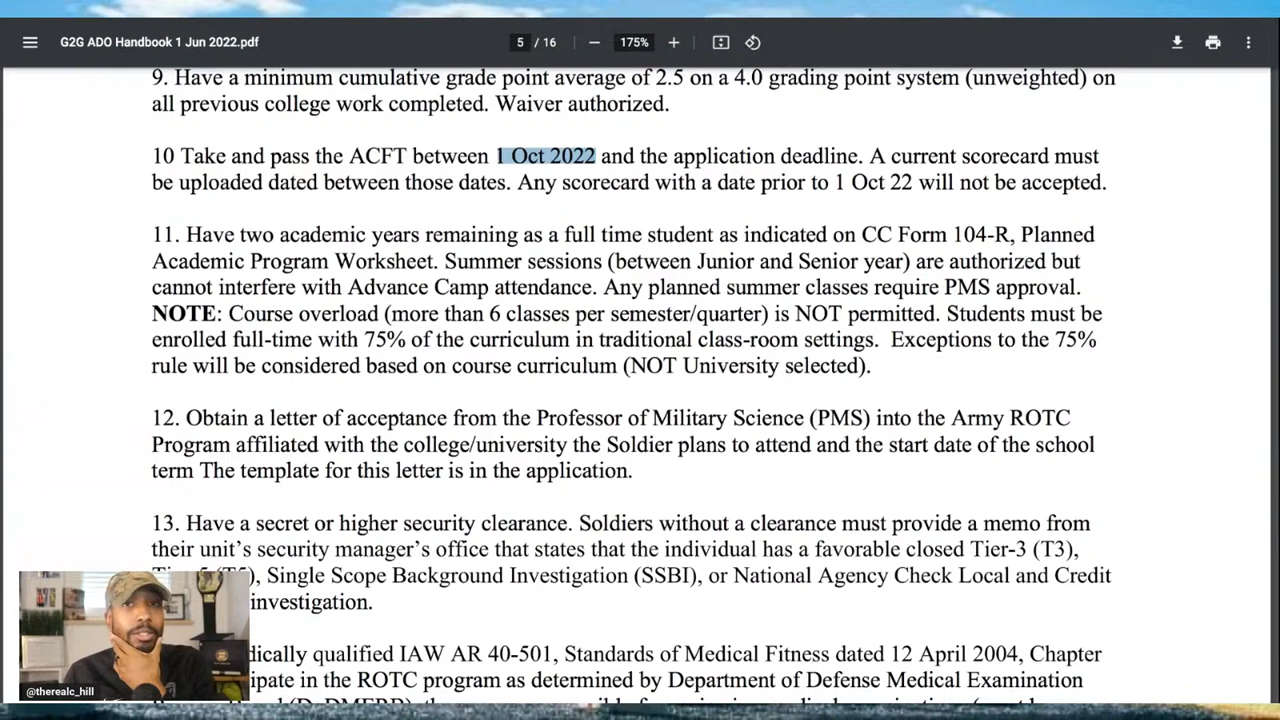 G2G ADO Handbook 1 Jun 2022.pdf
5 / 16
175%
9. Have a minimum cumulative grade point average of 2.5 on a 4.0 grading point system (unweighted) on
all previous college work completed. Waiver authorized.
10 Take and pass the ACFT between 1 Oct 2022 and the application deadline. A current scorecard must
be uploaded dated between those dates. Any scorecard with a date prior to 1 Oct 22 will not be accepted.
11. Have two academic years remaining as a full time student as indicated on CC Form 104-R, Planned
Academic Program Worksheet. Summer sessions (between Junior and Senior year) are authorized but
cannot interfere with Advance Camp attendance. Any planned summer classes require PMS approval.
NOTE: Course overload (more than 6 classes per semester/quarter) is NOT permitted. Students must be
enrolled full-time with 75% of the curriculum in traditional class-room settings. Exceptions to the 75%
rule will be considered based on course curriculum (NOT University selected).
12. Obtain a letter of acceptance from the Professor of Military Science (PMS) into the Army ROTC
Program affiliated with the college/university the Soldier plans to attend and the start date of the school
term The template for this letter is in the application.
13. Have a secret or higher security clearance. Soldiers without a clearance must provide a memo from
their unit's security manager's office that states that the individual has a favorable closed Tier-3 (T3),
Single Scope Background Investigation (SSBI), or National Agency Check Local and Credit
investigation.
dically qualified IAW AR 40-501, Standards of Medical Fitness dated 12 April 2004, Chapter
ipate in the ROTC program as determined by Department of Defense Medical Examination
@therealc_hill